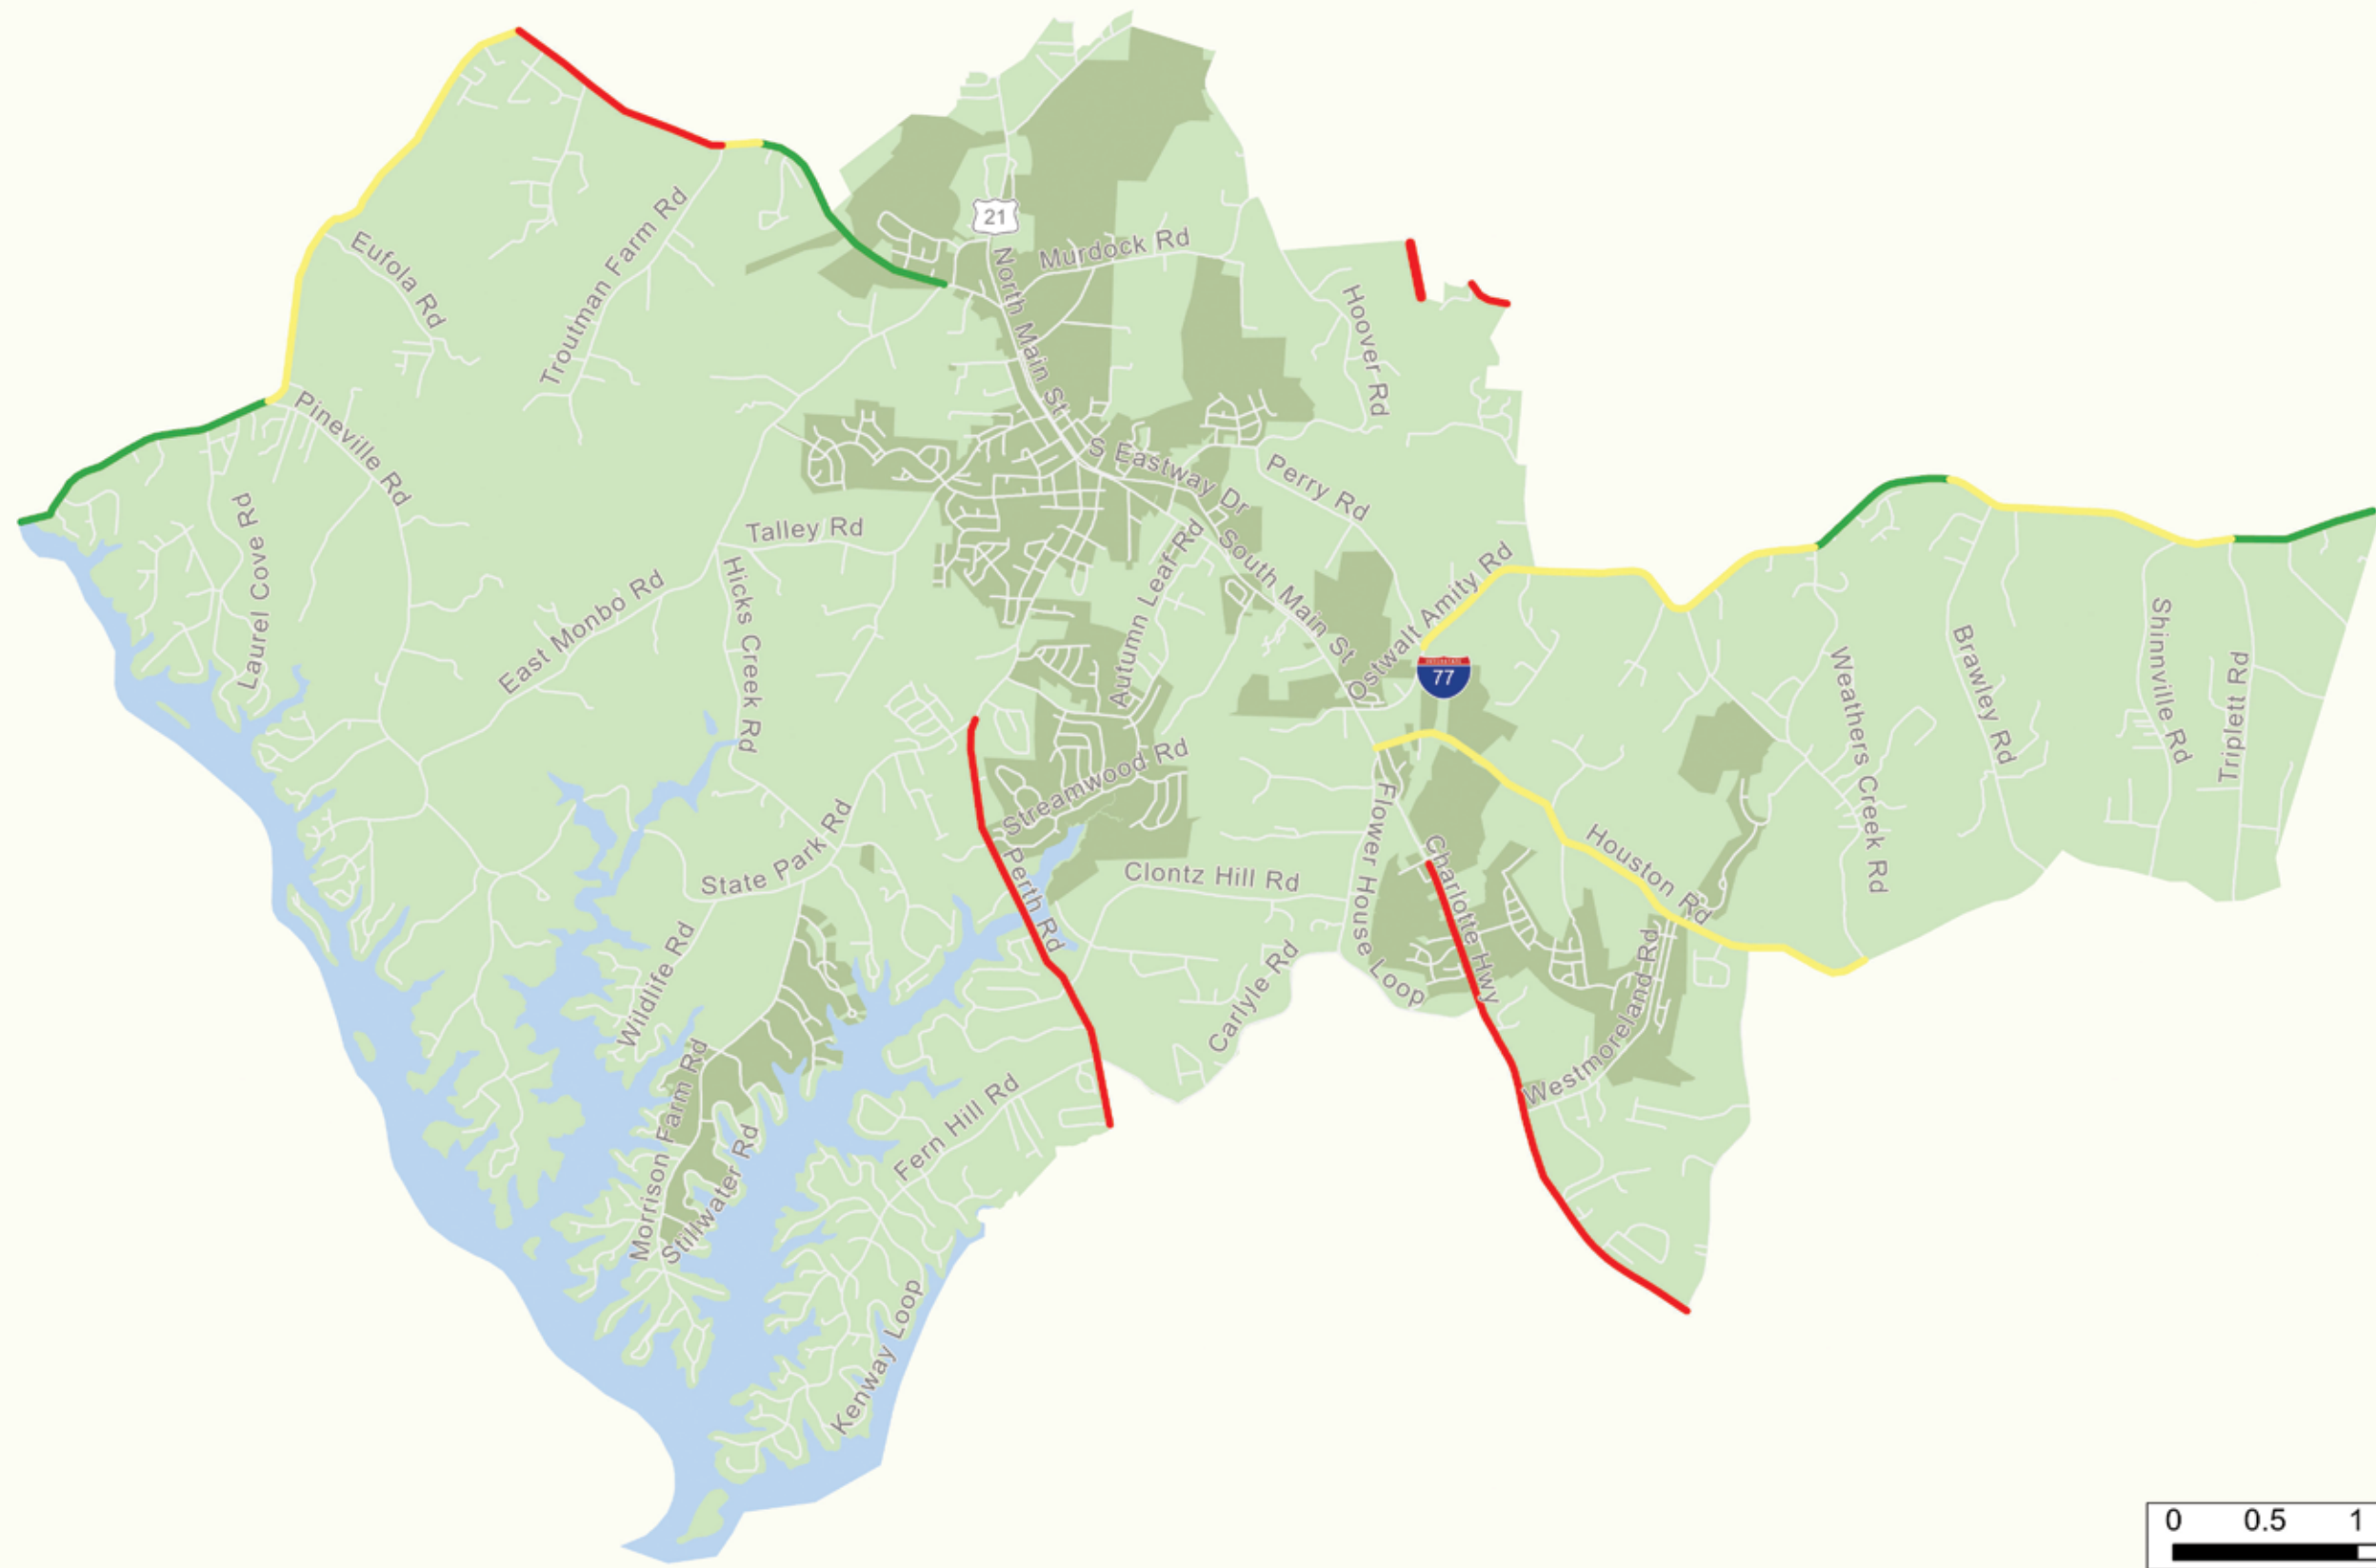 21
Murdock Rd
North Main St
Eufola Rd
Troutman Farm Rd
Hoover Rd
Pineville Rd
S Eastway Dr
Perry Rd
Laurel Cove Rd
Talley Rd
Autumn Leaf Rd
South Main St
Ostwalt Amity Rd
East Monbo Rd
Hicks Creek Rd
77
Weathers Creek Rd
Brawley Rd
Shinnville Rd
Triplett Rd
Streamwood Rd
State Park Rd
Perth Rd
Clontz Hill Rd
Flower House Loop
Charlotte Hwy
Houston Rd
Wildlife Rd
Carlyle Rd
Westmoreland Rd
Morrison Farm Rd
Stillwater Rd
Fern Hill Rd
Kenway Loop
0 0.5 1